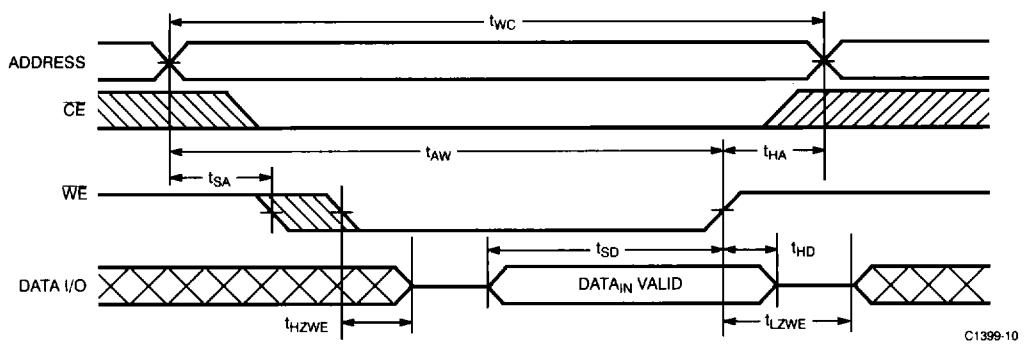 tWC
ADDRESS
CE
tAW
tHA
tSA
WE
tSD
tHD
DATA I/O
DATAIN VALID
tHZWE
tLZWE
C1399-10